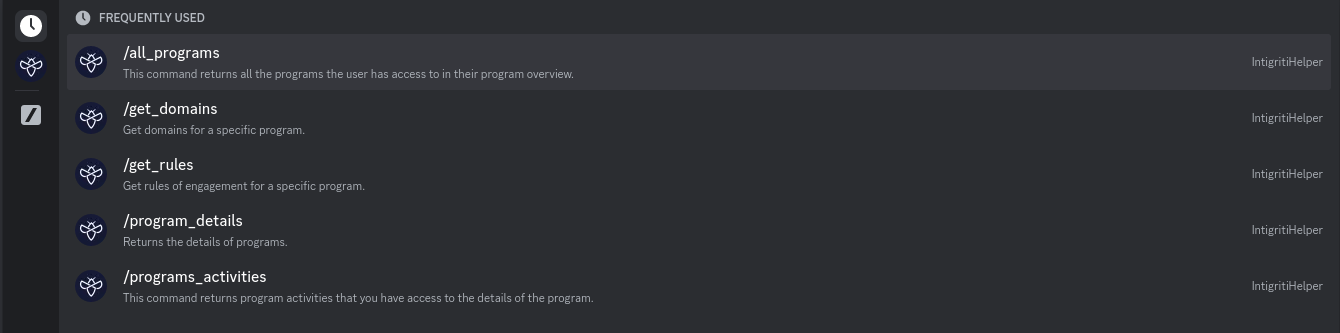 FREQUENTLY USED
/all_programs
This command returns all the programs the user has access to in their program overview.
IntigritiHelper
/get_domains
Get domains for a specific program.
IntigritiHelper
/get_rules
Get rules of engagement for a specific program.
IntigritiHelper
/program_details
Returns the details of programs.
IntigritiHelper
/programs_activities
This command returns program activities that you have access to the details of the program.
IntigritiHelper